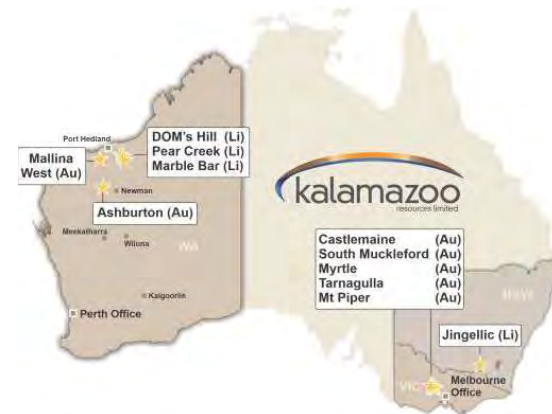 Port Hedland
DOM's Hill (Li)
Pear Creek (Li)
Marble Bar (Li)
Mallina
West (Au)
Newman
Ashburton (Au)
Meekatharra
Wiluna
WA
Kalgoorlie
Perth Office
kalamazoo
resources limited
Castlemaine (Au)
South Muckleford (Au)
Myrtle (Au)
Tarnagulla (Au)
Mt Piper (Au)
NSW
Jingellic (Li)
VIC
Melbourne
Office